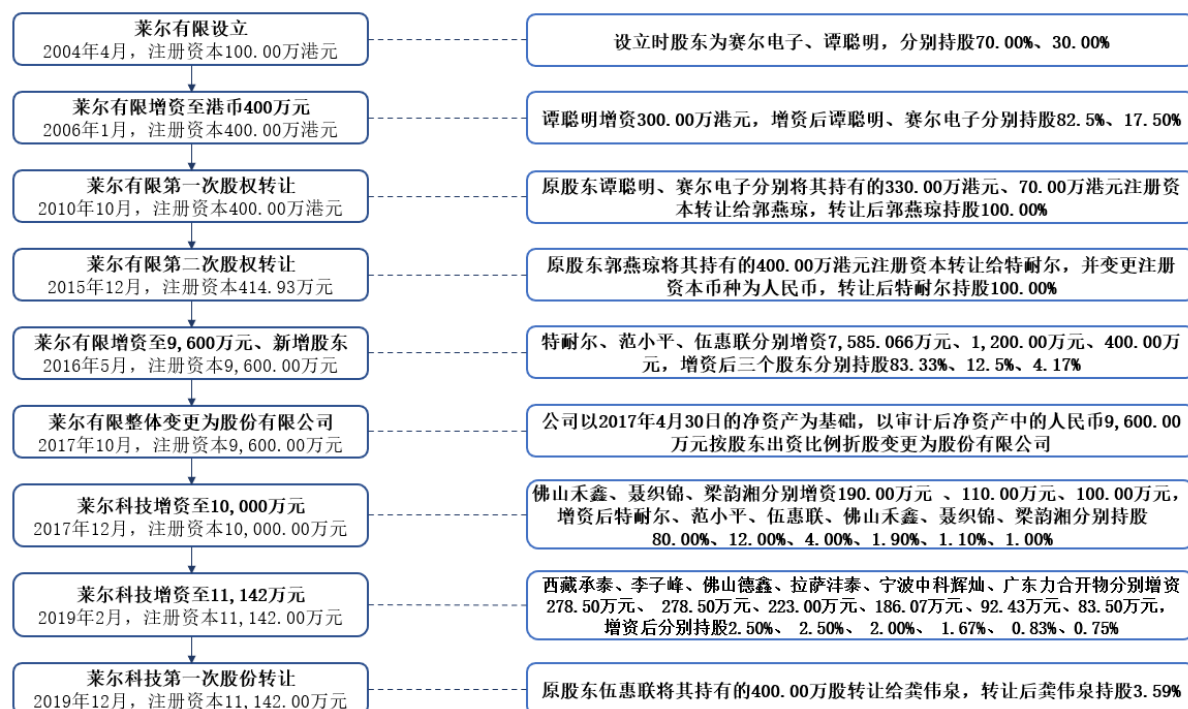 莱尔有限设立
2004年4月，注册资本100.00万港元
设立时股东为赛尔电子、谭聪明，分别持股70.00%、30.00%
莱尔有限增资至港币400万元
2006年1月，注册资本400.00万港元
谭聪明增资300.00万港元，增资后谭聪明、赛尔电子分别持股82.5%、17.50%
莱尔有限第一次股权转让
2010年10月，注册资本400.00万港元
原股东谭聪明、赛尔电子分别将其持有的330.00万港元、70.00万港元注册资
本转让给郭燕琼，转让后郭燕琼持股100.00%
莱尔有限第二次股权转让
2015年12月，注册资本414.93万元
原股东郭燕琼将其持有的400.00万港元注册资本转让给特耐尔，并变更注册
资本币种为人民币，转让后特耐尔持股100.00%
莱尔有限增资至9,600万元、新增股东
2016年5月，注册资本9,600.00万元
特耐尔、范小平、伍惠联分别增资7,585.066万元、1,200.00万元、400.00万
元，增资后三个股东分别持股83.33%、12.5%、4.17%
莱尔有限整体变更为股份有限公司
2017年10月，注册资本9,600.00万元
公司以2017年4月30日的净资产为基础，以审计后净资产中的人民币9,600.00
万元按股东出资比例折股变更为股份有限公司
莱尔科技增资至10,000万元
2017年12月，注册资本10,000.00万元
佛山禾鑫、聂织锦、梁韵湘分别增资190.00万元 、110.00万元、100.00万元，
增资后特耐尔、范小平、伍惠联、佛山禾鑫、聂织锦、梁韵湘分别持股
80.00%、12.00%、4.00%、1.90%、1.10%、1.00%
莱尔科技增资至11,142万元
2019年2月，注册资本11,142.00万元
西藏承泰、李子峰、佛山德鑫、拉萨沣泰、宁波中科辉灿、广东力合开物分别增资
278.50万元、 278.50万元、223.00万元、186.07万元、92.43万元、83.50万元，
增资后分别持股2.50%、 2.50%、 2.00%、 1.67%、 0.83%、0.75%
莱尔科技第一次股份转让
2019年12月，注册资本11,142.00万元
原股东伍惠联将其持有的400.00万股转让给龚伟泉，转让后龚伟泉持股3.59%